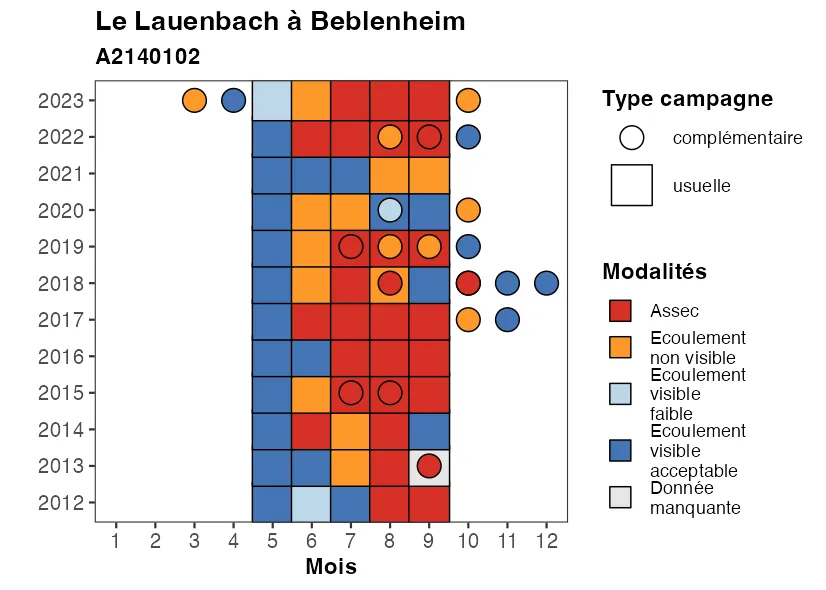 Le Lauenbach à Beblenheim
A2140102
2023
2022
2021
2020
2019
2018
2017
2016
2015
2014
2013
2012
1 2 3 4 5 6 7 8 9 10 11 12
Mois
Type campagne
complémentaire
usuelle
Modalités
Assec
Ecoulement
non visible
Ecoulement
visible
faible
Ecoulement
visible
acceptable
Donnée
manquante